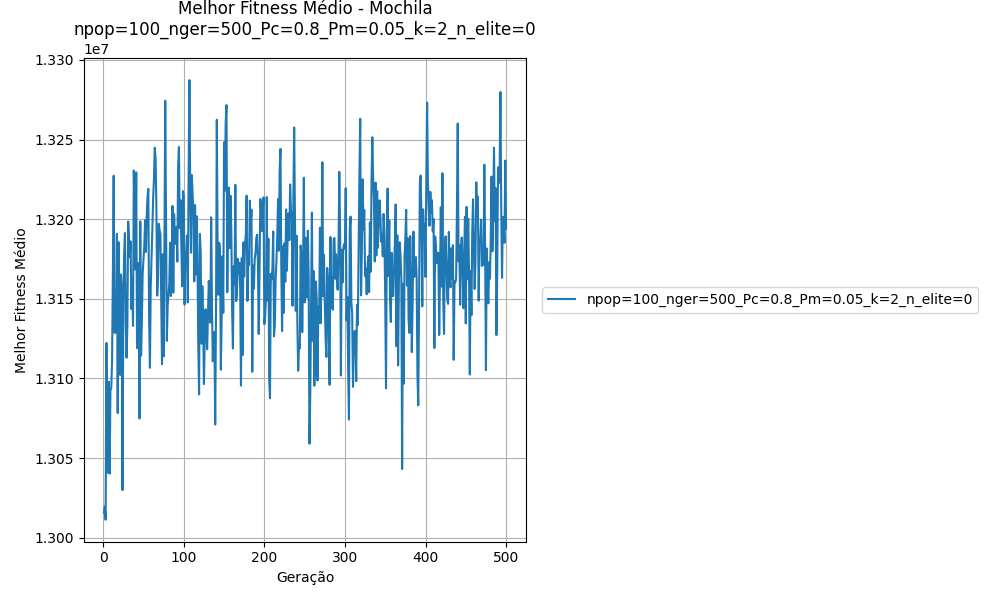 Melhor Fitness Médio - Mochila
npop=100_nger=500_Pc=0.8_Pm=0.05_k=2_n_elite=0
1e7
1.330
1.325
1.320
1.315
1.310
1.305
1.300
Melhor Fitness Médio
0 100 200 300 400 500
Geração
npop=100_nger=500_Pc=0.8_Pm=0.05_k=2_n_elite=0